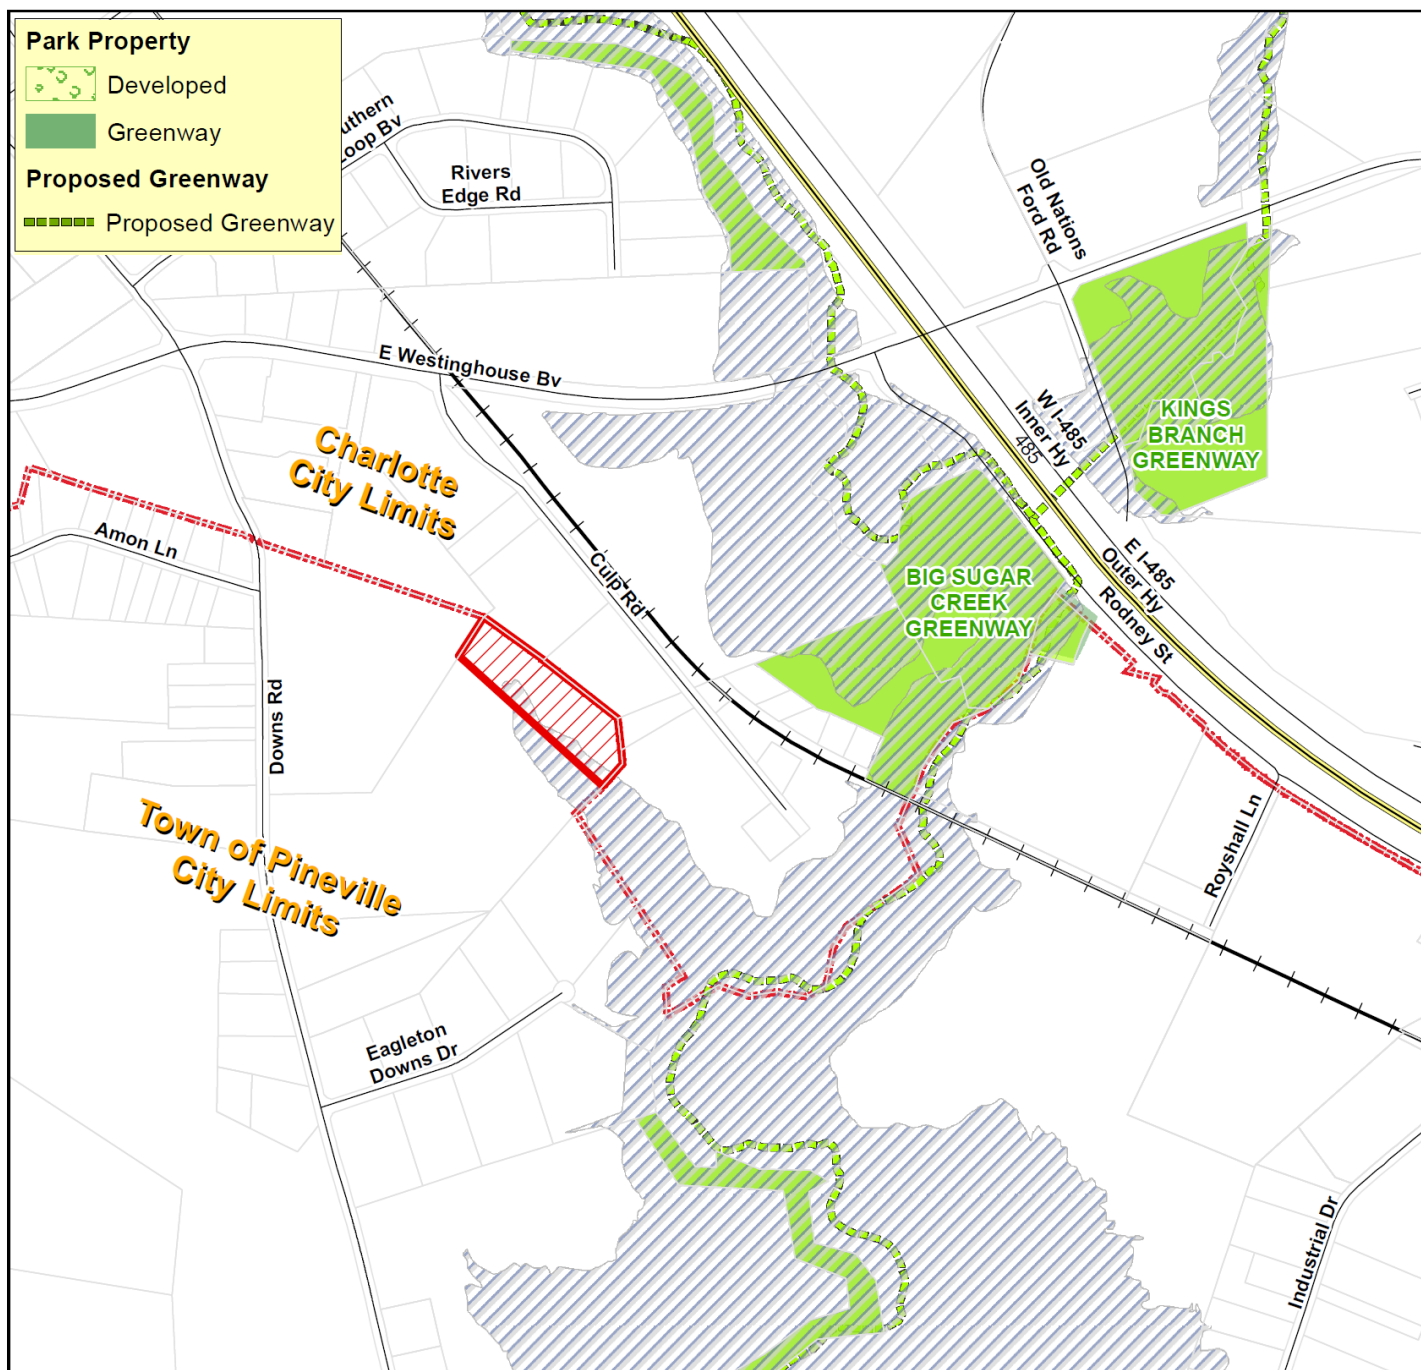 Park Property
Developed
Greenway
Proposed Greenway
Proposed Greenway
uthern
Loop Bv
Rivers
Edge Rd
Old Nations
Ford Rd
E Westinghouse Bv
W I-485
Inner Hy
485
KINGS
BRANCH
GREENWAY
Charlotte
City Limits
Amon Ln
Culp Rd
E I-485
Outer Hy
Rodney St
BIG SUGAR
CREEK
GREENWAY
Downs Rd
Town of Pineville
City Limits
Royshall Ln
Eagleton
Downs Dr
Industrial Dr